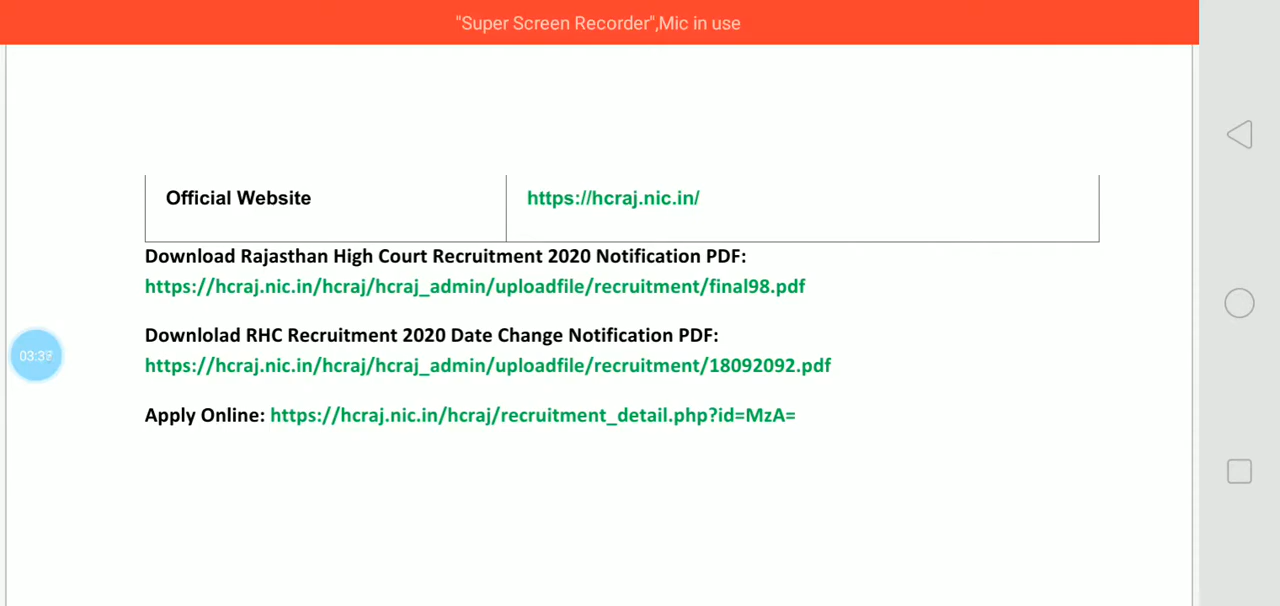 "Super Screen Recorder",Mic in use
Official Website https://hcraj.nic.in/
Download Rajasthan High Court Recruitment 2020 Notification PDF:
https://hcraj.nic.in/hcraj/hcraj_admin/uploadfile/recruitment/final98.pdf
Downlolad RHC Recruitment 2020 Date Change Notification PDF:
https://hcraj.nic.in/hcraj/hcraj_admin/uploadfile/recruitment/18092092.pdf
Apply Online: https://hcraj.nic.in/hcraj/recruitment_detail.php?id=MzA=